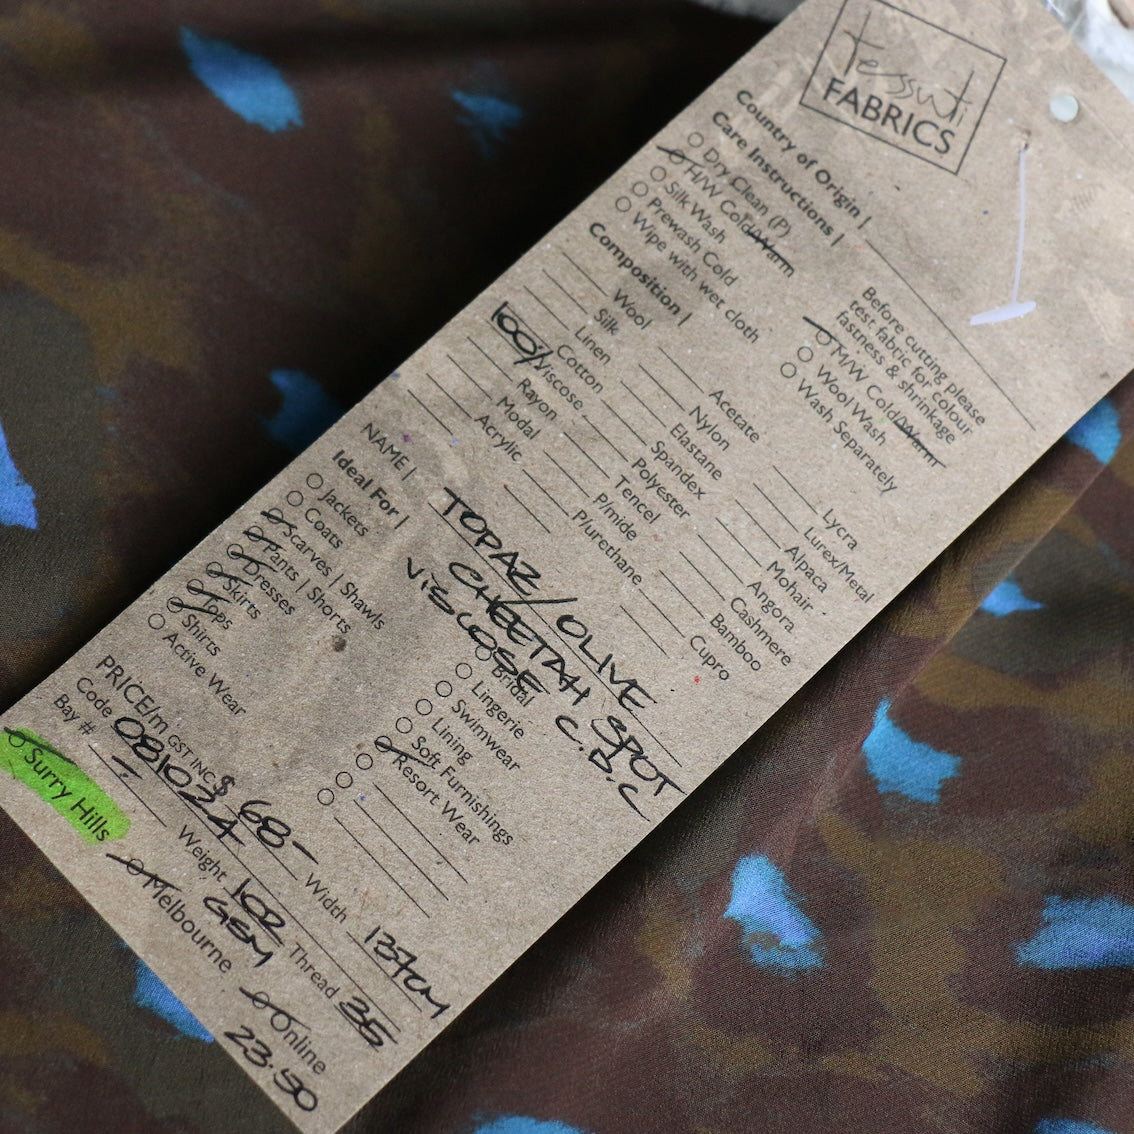 tessuti
FABRICS
Country of Origin |
Care Instructions |
Dry Clean (P)
H/W Cold/Warm
Silk Wash
Prewash Cold
Wipe with wet cloth
Before cutting please
test fabric for colour
fastness & shrinkage
M/W Cold/Warm
Wool Wash
Wash Separately
Composition |
Wool
Silk
Linen
Cotton
100% Viscose
Rayon
Modal
Acrylic
Acetate
Nylon
Elastane
Spandex
Polyester
Tencel
P/mide
P/urethane
Lycra
Lurex/Metal
Alpaca
Mohair
Angora
Cashmere
Bamboo
Cupro
NAME | TOPAZ/OLIVE
CHEETAH SPOT
VISCOSE C.D.C
Ideal For |
Jackets
Coats
Scarves | Shawls
Pants | Shorts
Dresses
Skirts
Tops
Shirts
Active Wear
Bridal
Lingerie
Swimwear
Lining
Soft Furnishings
Resort Wear
PRICE/m GST INC $ 68- Width 137cm
Code 081024 Weight 102 GSM Thread 35
Bay # -
Surry Hills
Melbourne
Online
23.50